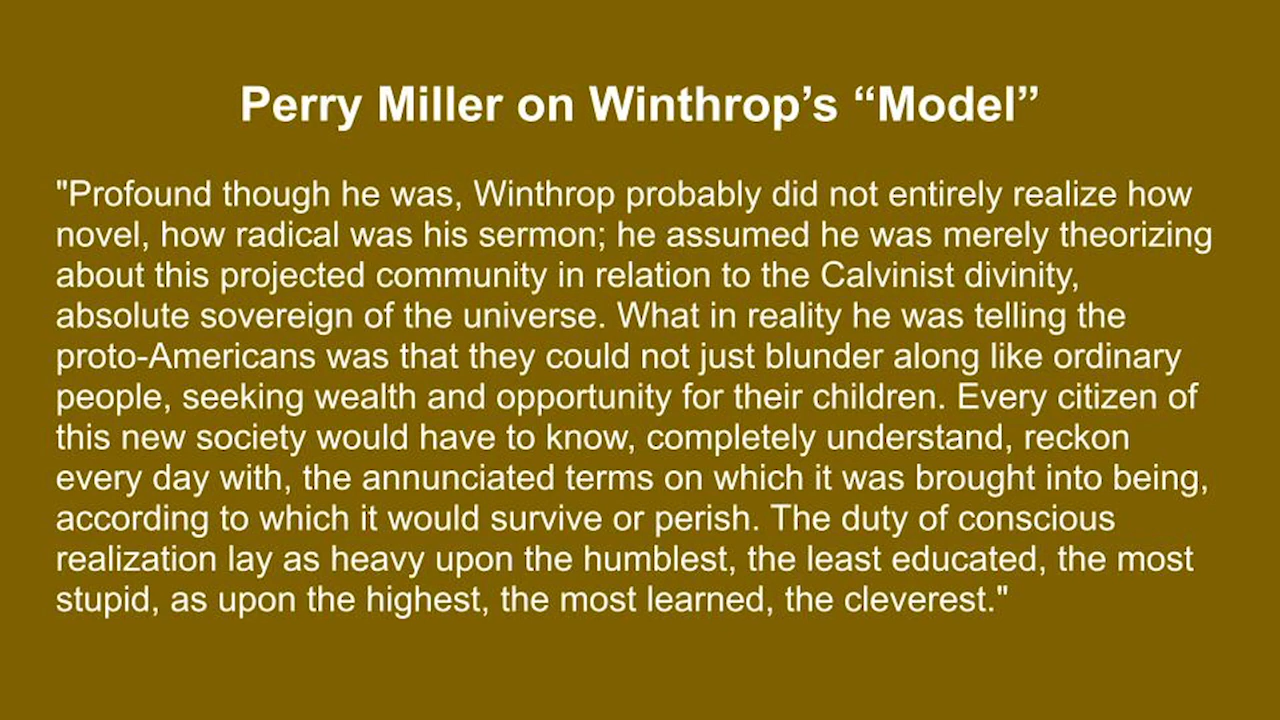 Perry Miller on Winthrop’s “Model”
"Profound though he was, Winthrop probably did not entirely realize how
novel, how radical was his sermon; he assumed he was merely theorizing
about this projected community in relation to the Calvinist divinity,
absolute sovereign of the universe. What in reality he was telling the
proto-Americans was that they could not just blunder along like ordinary
people, seeking wealth and opportunity for their children. Every citizen of
this new society would have to know, completely understand, reckon
every day with, the annunciated terms on which it was brought into being,
according to which it would survive or perish. The duty of conscious
realization lay as heavy upon the humblest, the least educated, the most
stupid, as upon the highest, the most learned, the cleverest."